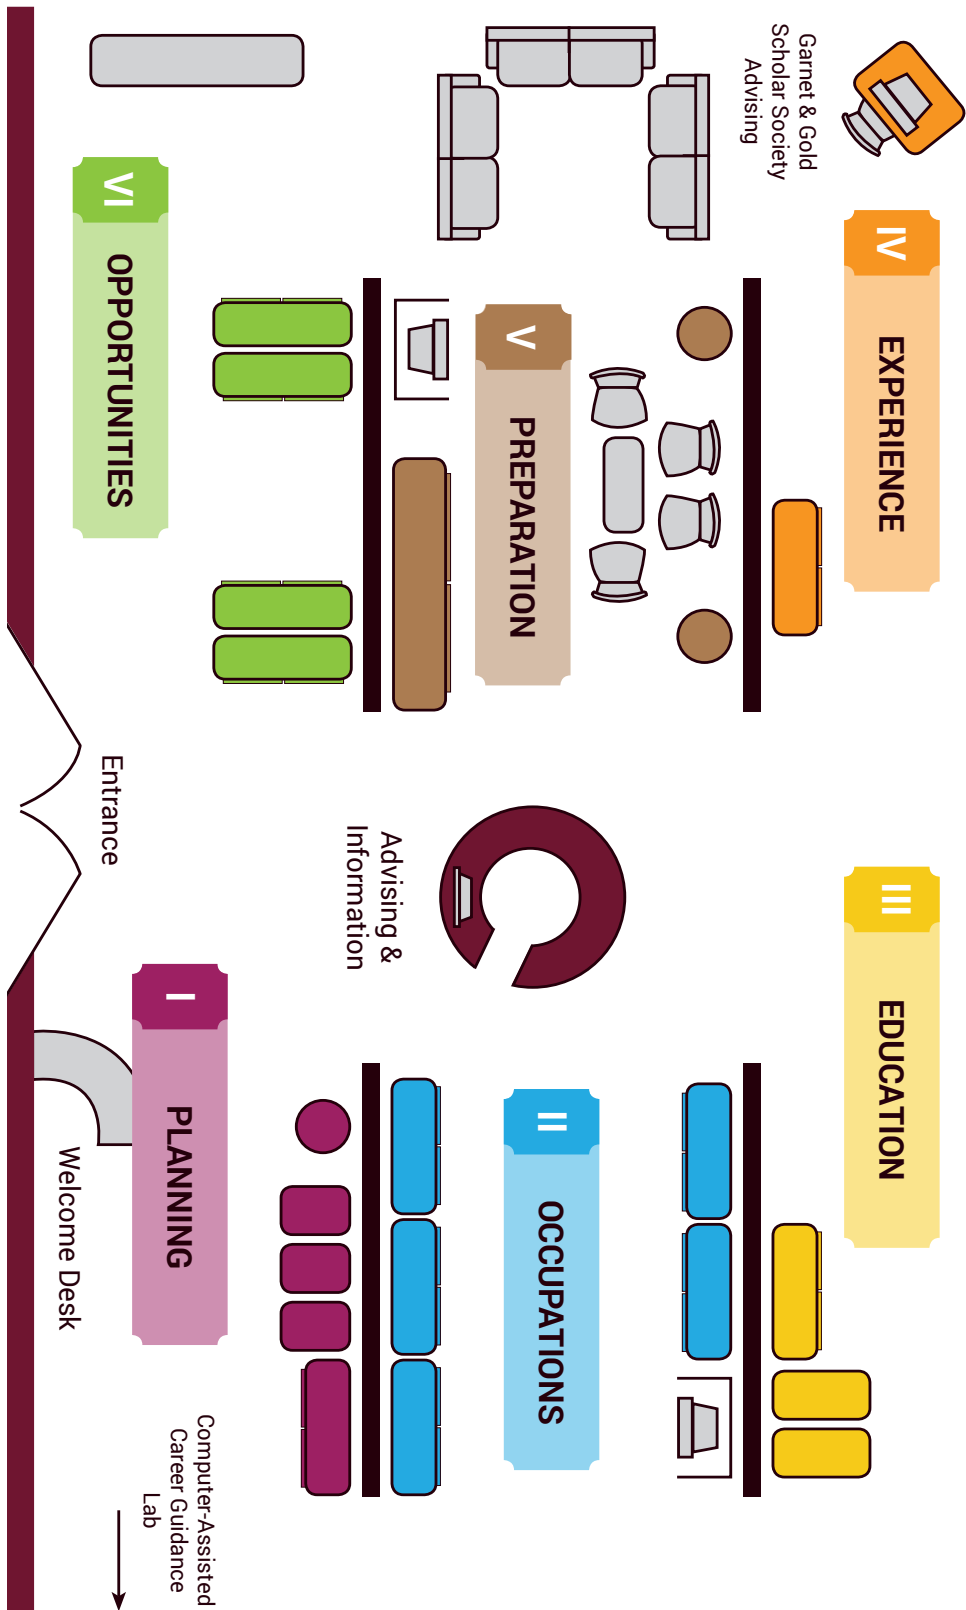 Garnet & Gold
Scholar Society
Advising
IV
EXPERIENCE
III
EDUCATION
V
PREPARATION
II
OCCUPATIONS
Advising &
Information
VI
OPPORTUNITIES
Entrance
I
PLANNING
Welcome Desk
Computer-Assisted
Career Guidance
Lab